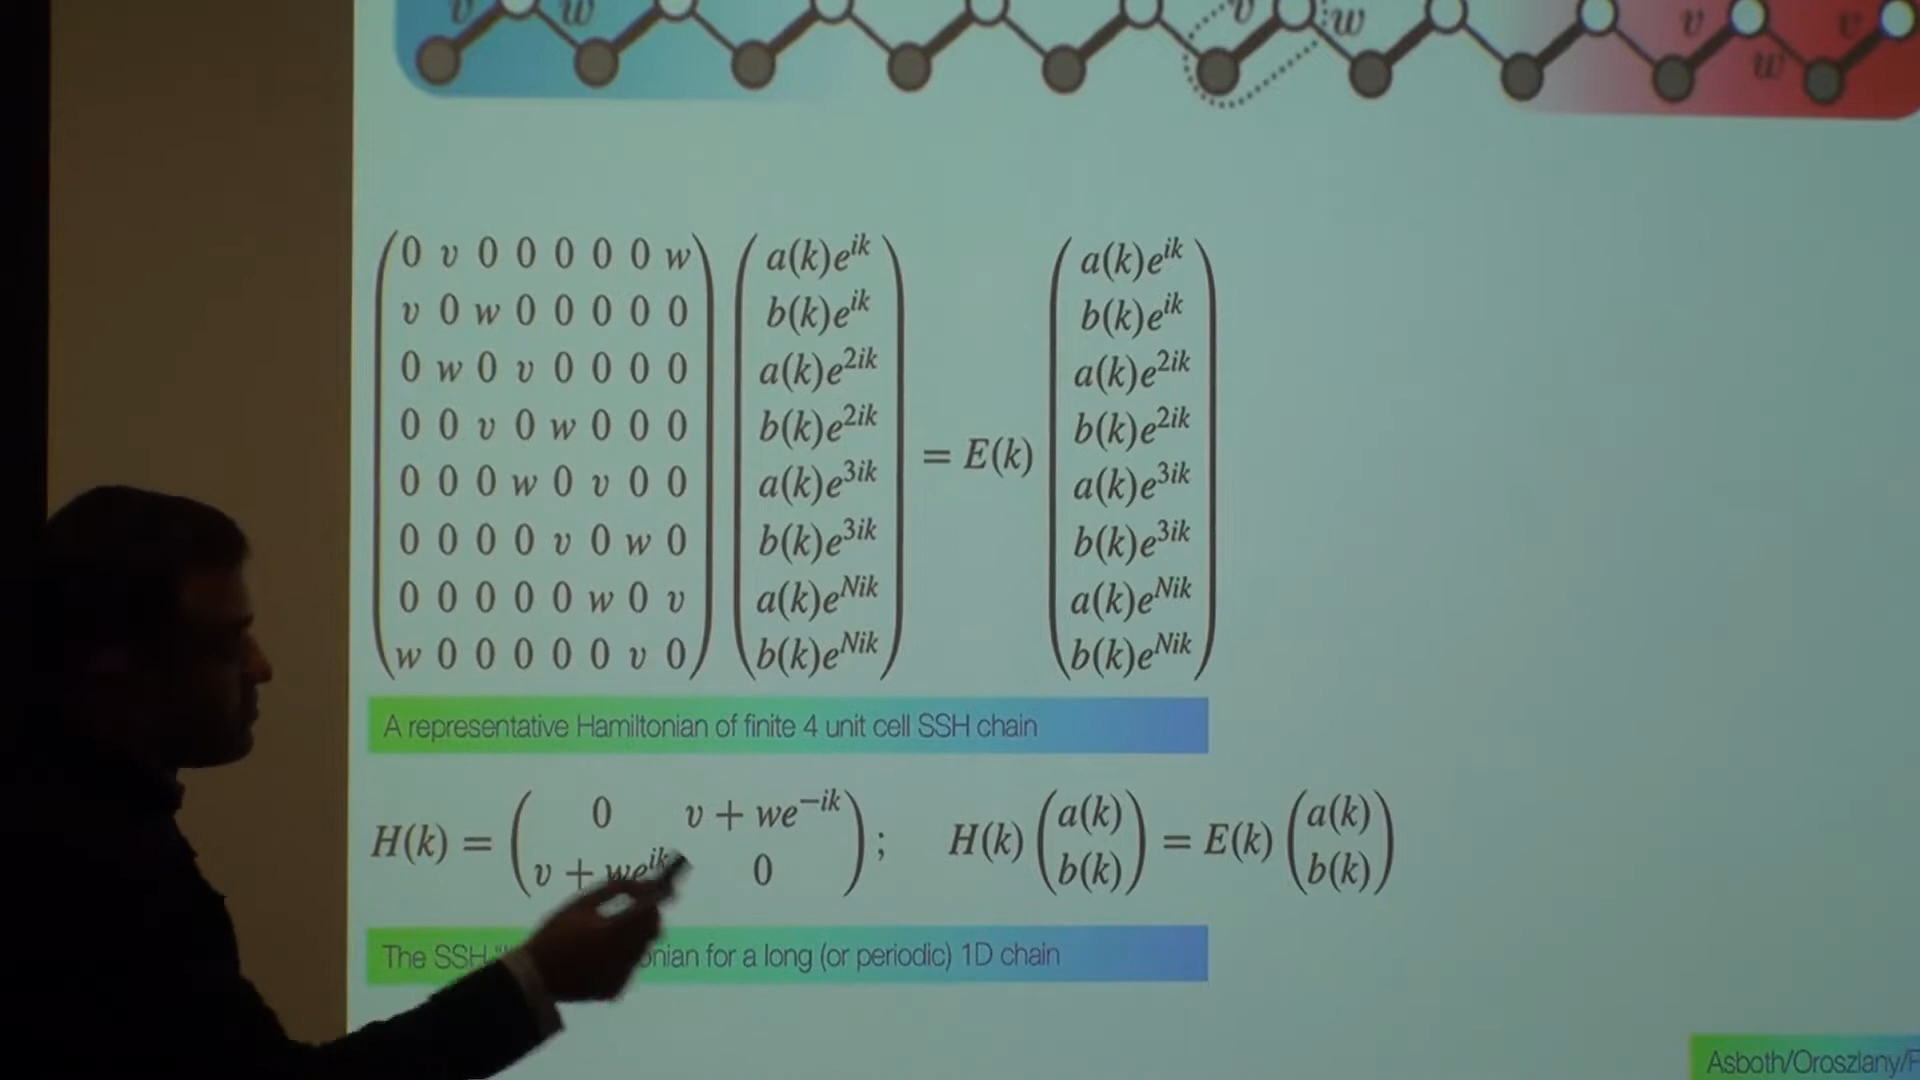 v w v w v v
w
0 v 0 0 0 0 0 w a(k)e^{ik} a(k)e^{ik}
v 0 w 0 0 0 0 0 b(k)e^{ik} b(k)e^{ik}
0 w 0 v 0 0 0 0 a(k)e^{2ik} a(k)e^{2ik}
0 0 v 0 w 0 0 0 b(k)e^{2ik} b(k)e^{2ik}
= E(k)
0 0 0 w 0 v 0 0 a(k)e^{3ik} a(k)e^{3ik}
0 0 0 0 v 0 w 0 b(k)e^{3ik} b(k)e^{3ik}
0 0 0 0 0 w 0 v a(k)e^{Nik} a(k)e^{Nik}
w 0 0 0 0 0 v 0 b(k)e^{Nik} b(k)e^{Nik}
A representative Hamiltonian of finite 4 unit cell SSH chain
0 v + we^{-ik} a(k) a(k)
H(k) = ; H(k) = E(k)
v + we^{ik} 0 b(k) b(k)
The SSH onian for a long (or periodic) 1D chain
Asboth/Oroszlany/